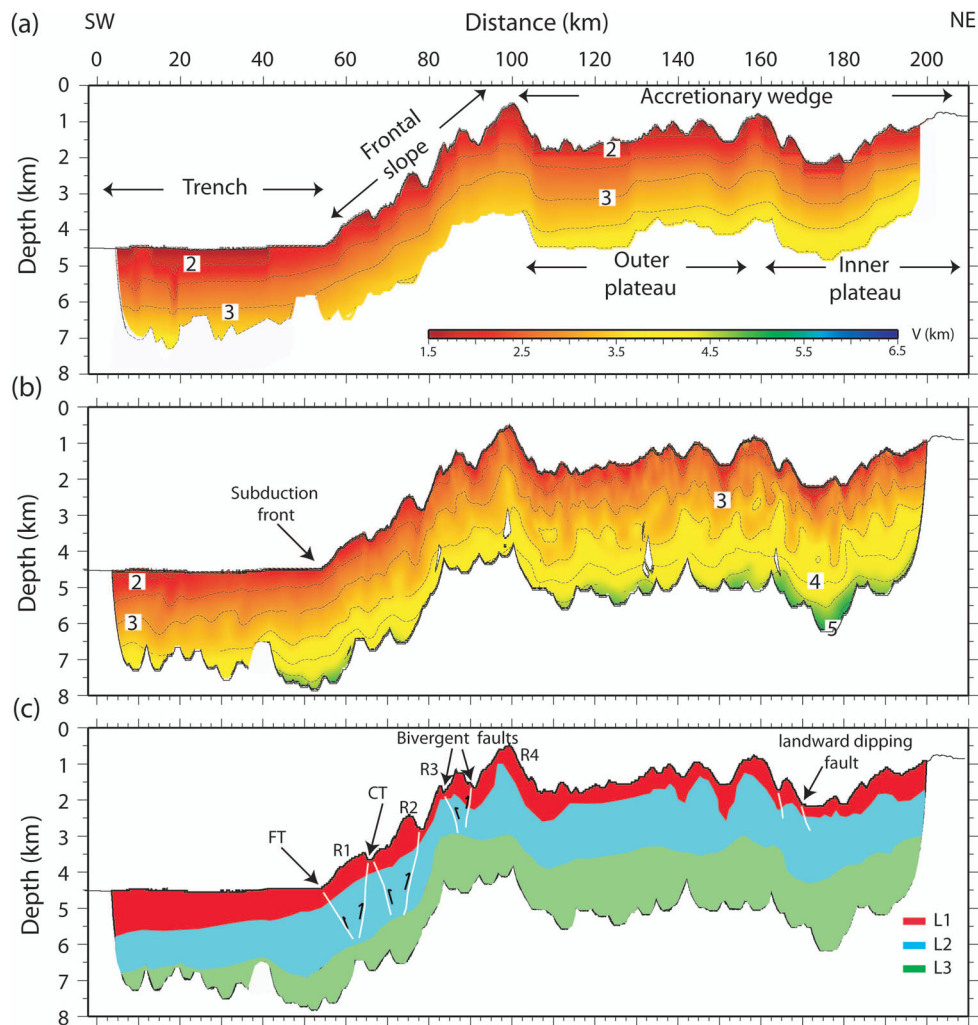 (a)
SW
Distance (km)
NE
0 20 40 60 80 100 120 140 160 180 200
Depth (km)
0
1
2
3
4
5
6
7
8
Trench
Frontal
slope
Accretionary wedge
2
3
2
3
Outer
plateau
Inner
plateau
V (km)
1.5 2.5 3.5 4.5 5.5 6.5
(b)
Depth (km)
0
1
2
3
4
5
6
7
8
Subduction
front
2
3
3
4
5
(c)
Depth (km)
0
1
2
3
4
5
6
7
8
Bivergent faults
landward dipping
fault
R3
R4
CT
R2
FT
R1
L1
L2
L3